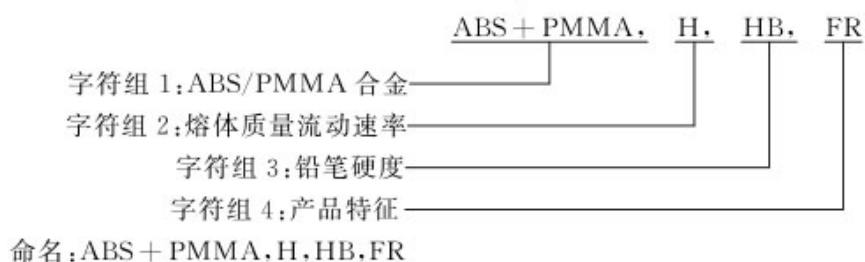 ABS+PMMA, H, HB, FR
字符组 1:ABS/PMMA 合金
字符组 2:熔体质量流动速率
字符组 3:铅笔硬度
字符组 4:产品特征
命名:ABS+PMMA,H,HB,FR